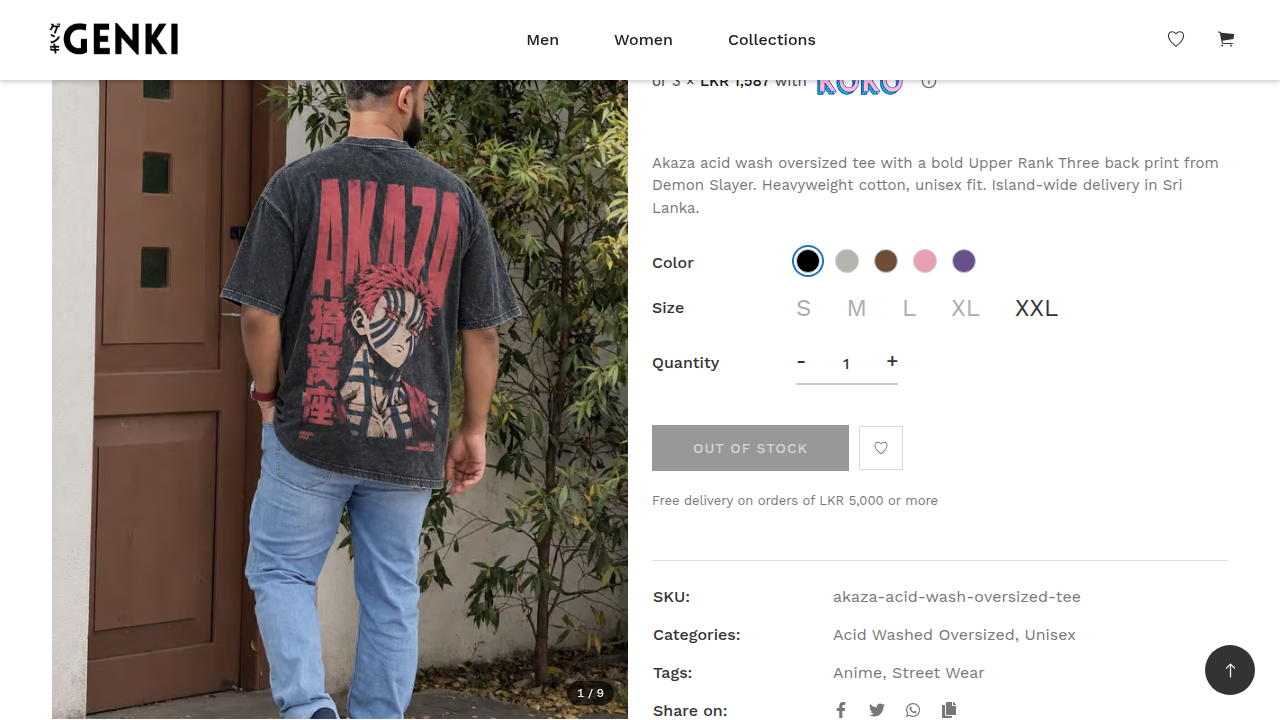 ゲンキ GENKI
Men
Women
Collections
or 3 × LKR 1,587 with KOKO
Akaza acid wash oversized tee with a bold Upper Rank Three back print from
Demon Slayer. Heavyweight cotton, unisex fit. Island-wide delivery in Sri
Lanka.
Color
Size
S M L XL XXL
Quantity
- 1 +
OUT OF STOCK
Free delivery on orders of LKR 5,000 or more
SKU: akaza-acid-wash-oversized-tee
Categories: Acid Washed Oversized, Unisex
Tags: Anime, Street Wear
Share on:
AKAZA
猗窩座
1 / 9